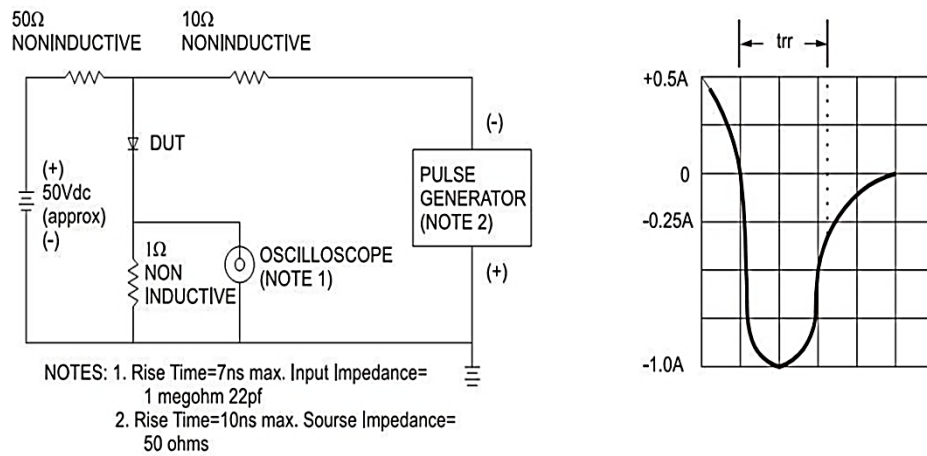 50Ω
NONINDUCTIVE
10Ω
NONINDUCTIVE
DUT
(+)
50Vdc
(approx)
(-)
1Ω
NON
INDUCTIVE
OSCILLOSCOPE
(NOTE 1)
(-)
PULSE
GENERATOR
(NOTE 2)
(+)
NOTES: 1. Rise Time=7ns max. Input Impedance=
1 megohm 22pf
2. Rise Time=10ns max. Sourse Impedance=
50 ohms
trr
+0.5A
0
-0.25A
-1.0A